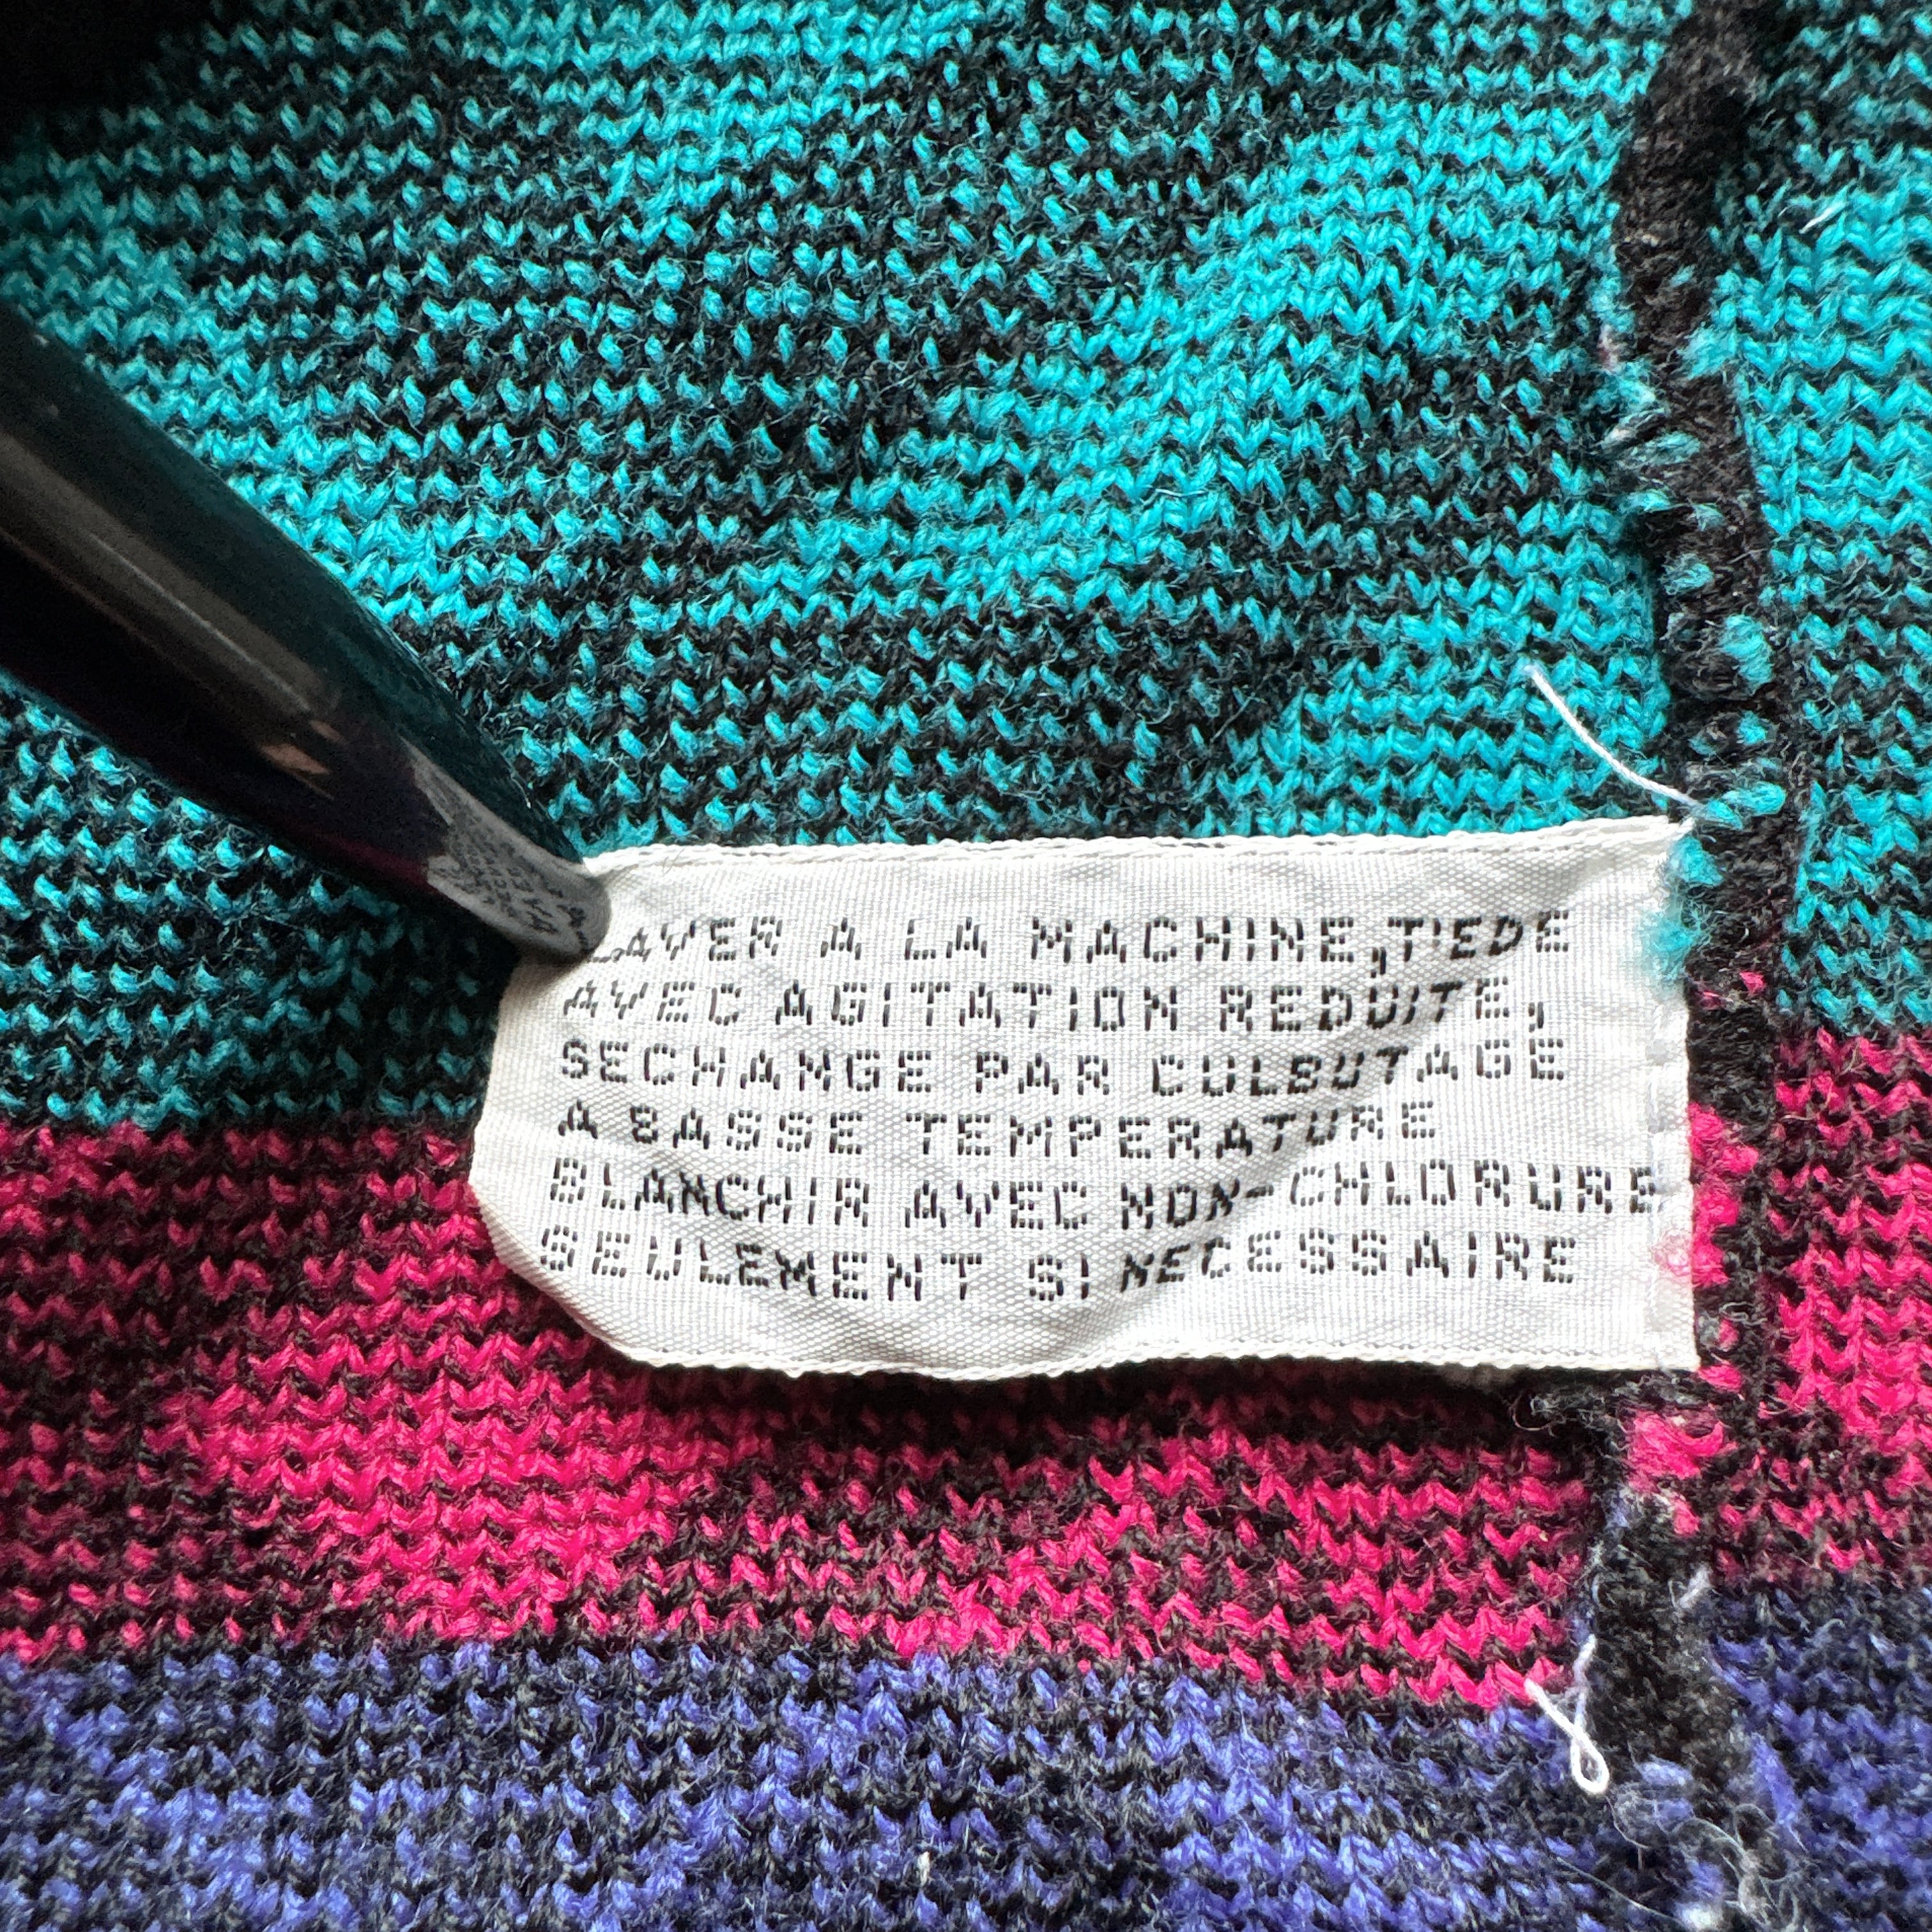 LAVER A LA MACHINE,TIEDE
AVEC AGITATION REDUITE,
SECHANGE PAR CULBUTAGE
A BASSE TEMPERATURE
BLANCHIR AVEC NON-CHLORURE
SEULEMENT SI NECESSAIRE